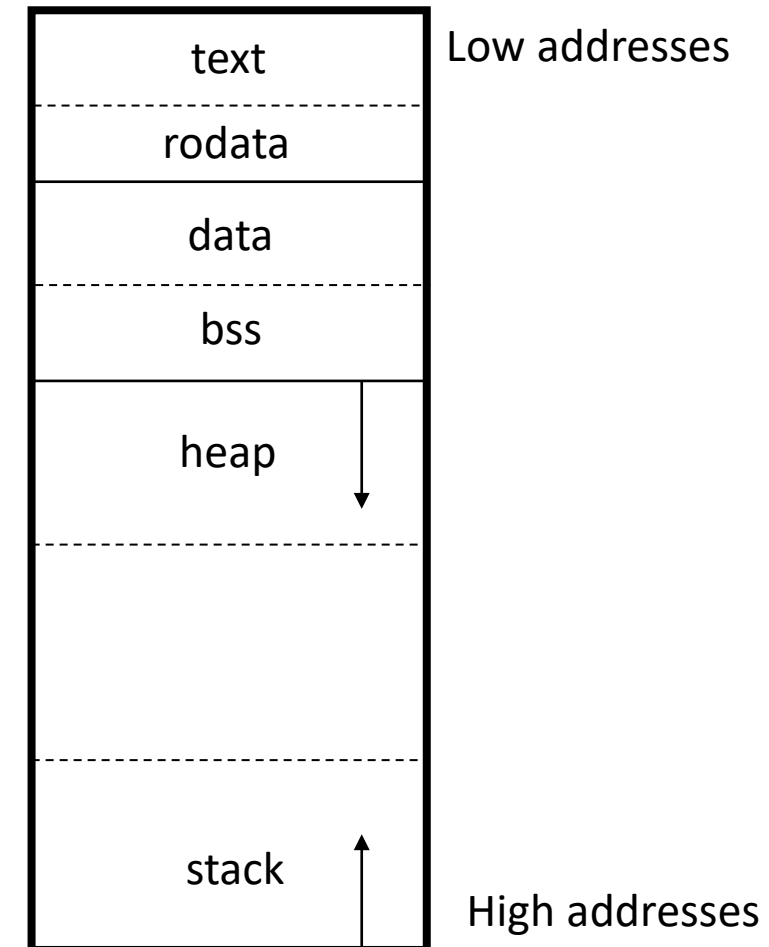 text
Low addresses
rodata
data
bss
heap
stack
High addresses